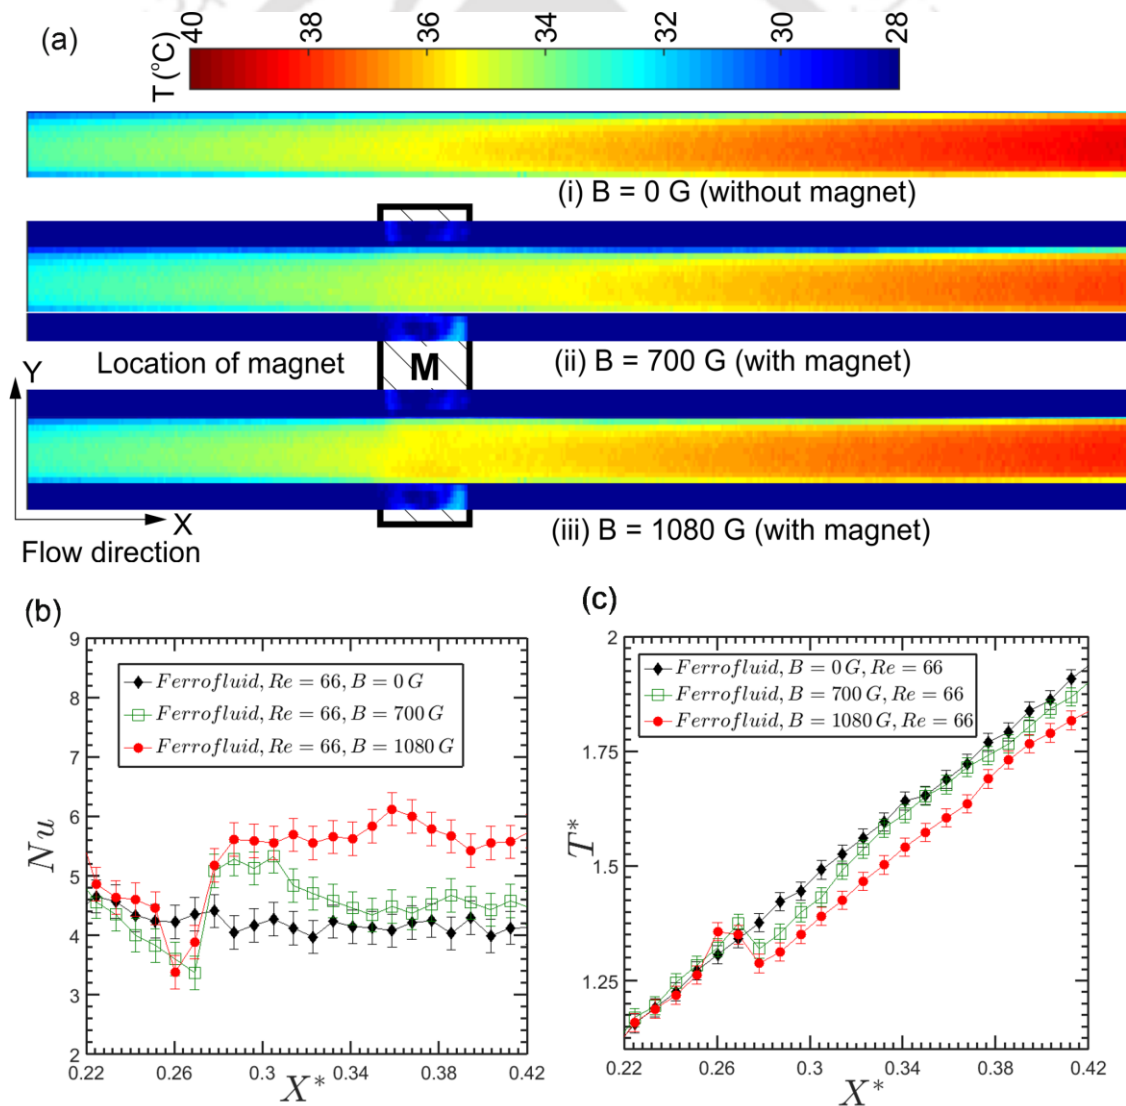 (a)
T (°C)
40 38 36 34 32 30 28
(i) B = 0 G (without magnet)
Location of magnet
M
(ii) B = 700 G (with magnet)
Y
X
(iii) B = 1080 G (with magnet)
Flow direction
(b)
9
8
7
6
5
4
3
2
Nu
Ferrofluid, Re = 66, B = 0 G
Ferrofluid, Re = 66, B = 700 G
Ferrofluid, Re = 66, B = 1080 G
0.22 0.26 0.3 0.34 0.38 0.42
X*
(c)
2
1.75
1.5
1.25
T*
Ferrofluid, B = 0 G, Re = 66
Ferrofluid, B = 700 G, Re = 66
Ferrofluid, B = 1080 G, Re = 66
0.22 0.26 0.3 0.34 0.38 0.42
X*